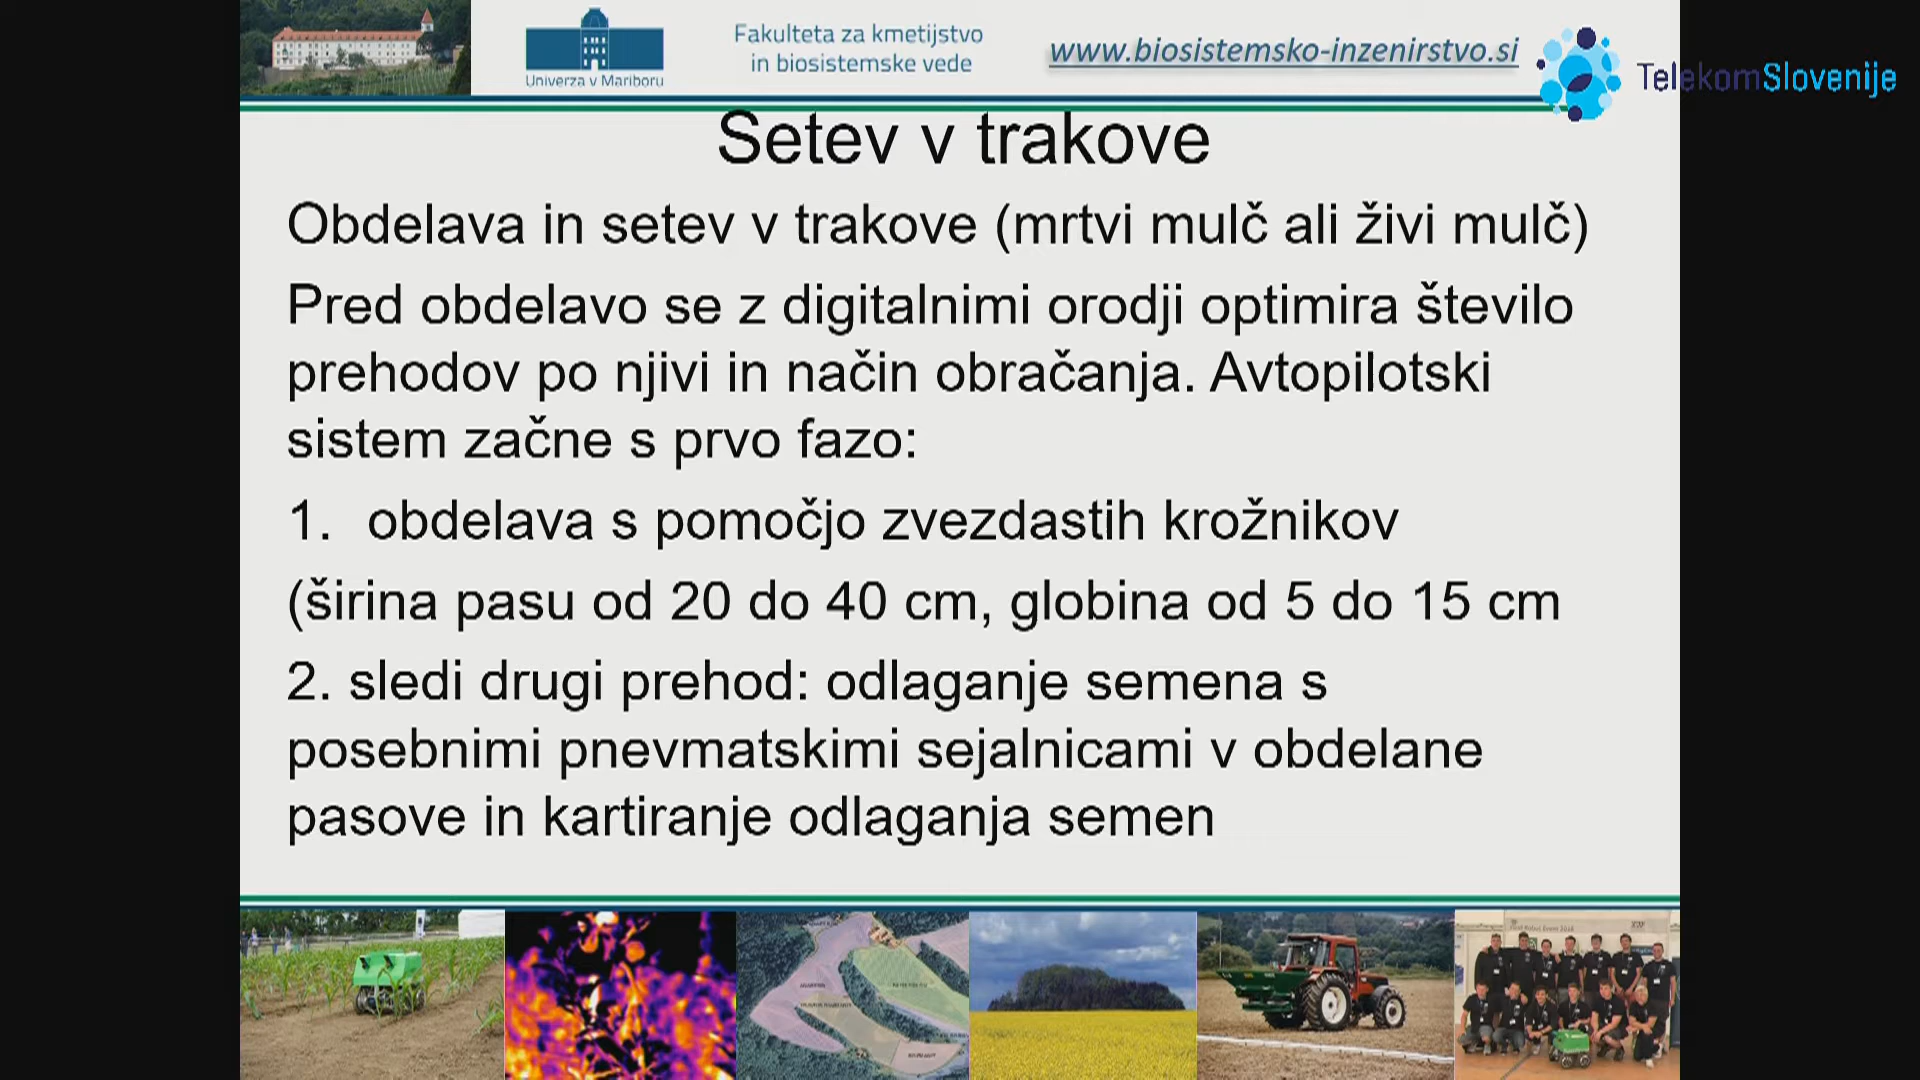 Univerza v Mariboru
Fakulteta za kmetijstvo
in biosistemske vede
www.biosistemsko-inzenirstvo.si
TelekomSlovenije
Setev v trakove
Obdelava in setev v trakove (mrtvi mulč ali živi mulč)
Pred obdelavo se z digitalnimi orodji optimira število
prehodov po njivi in način obračanja. Avtopilotski
sistem začne s prvo fazo:
1. obdelava s pomočjo zvezdastih krožnikov
(širina pasu od 20 do 40 cm, globina od 5 do 15 cm
2. sledi drugi prehod: odlaganje semena s
posebnimi pnevmatskimi sejalnicami v obdelane
pasove in kartiranje odlaganja semen